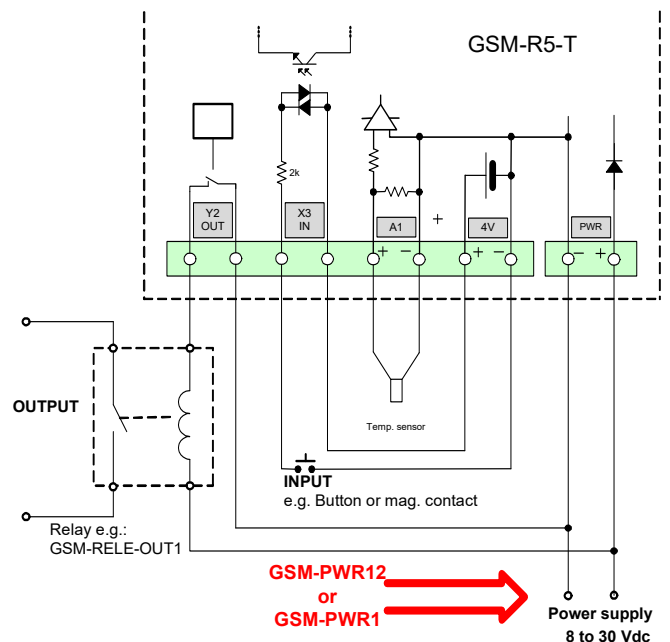 GSM-R5-T
2k
Y2
OUT
X3
IN
A1
+
4V
PWR
+ − + − − +
OUTPUT
Temp. sensor
INPUT
e.g. Button or mag. contact
Relay e.g.:
GSM-RELE-OUT1
GSM-PWR12
or
GSM-PWR1
Power supply
8 to 30 Vdc